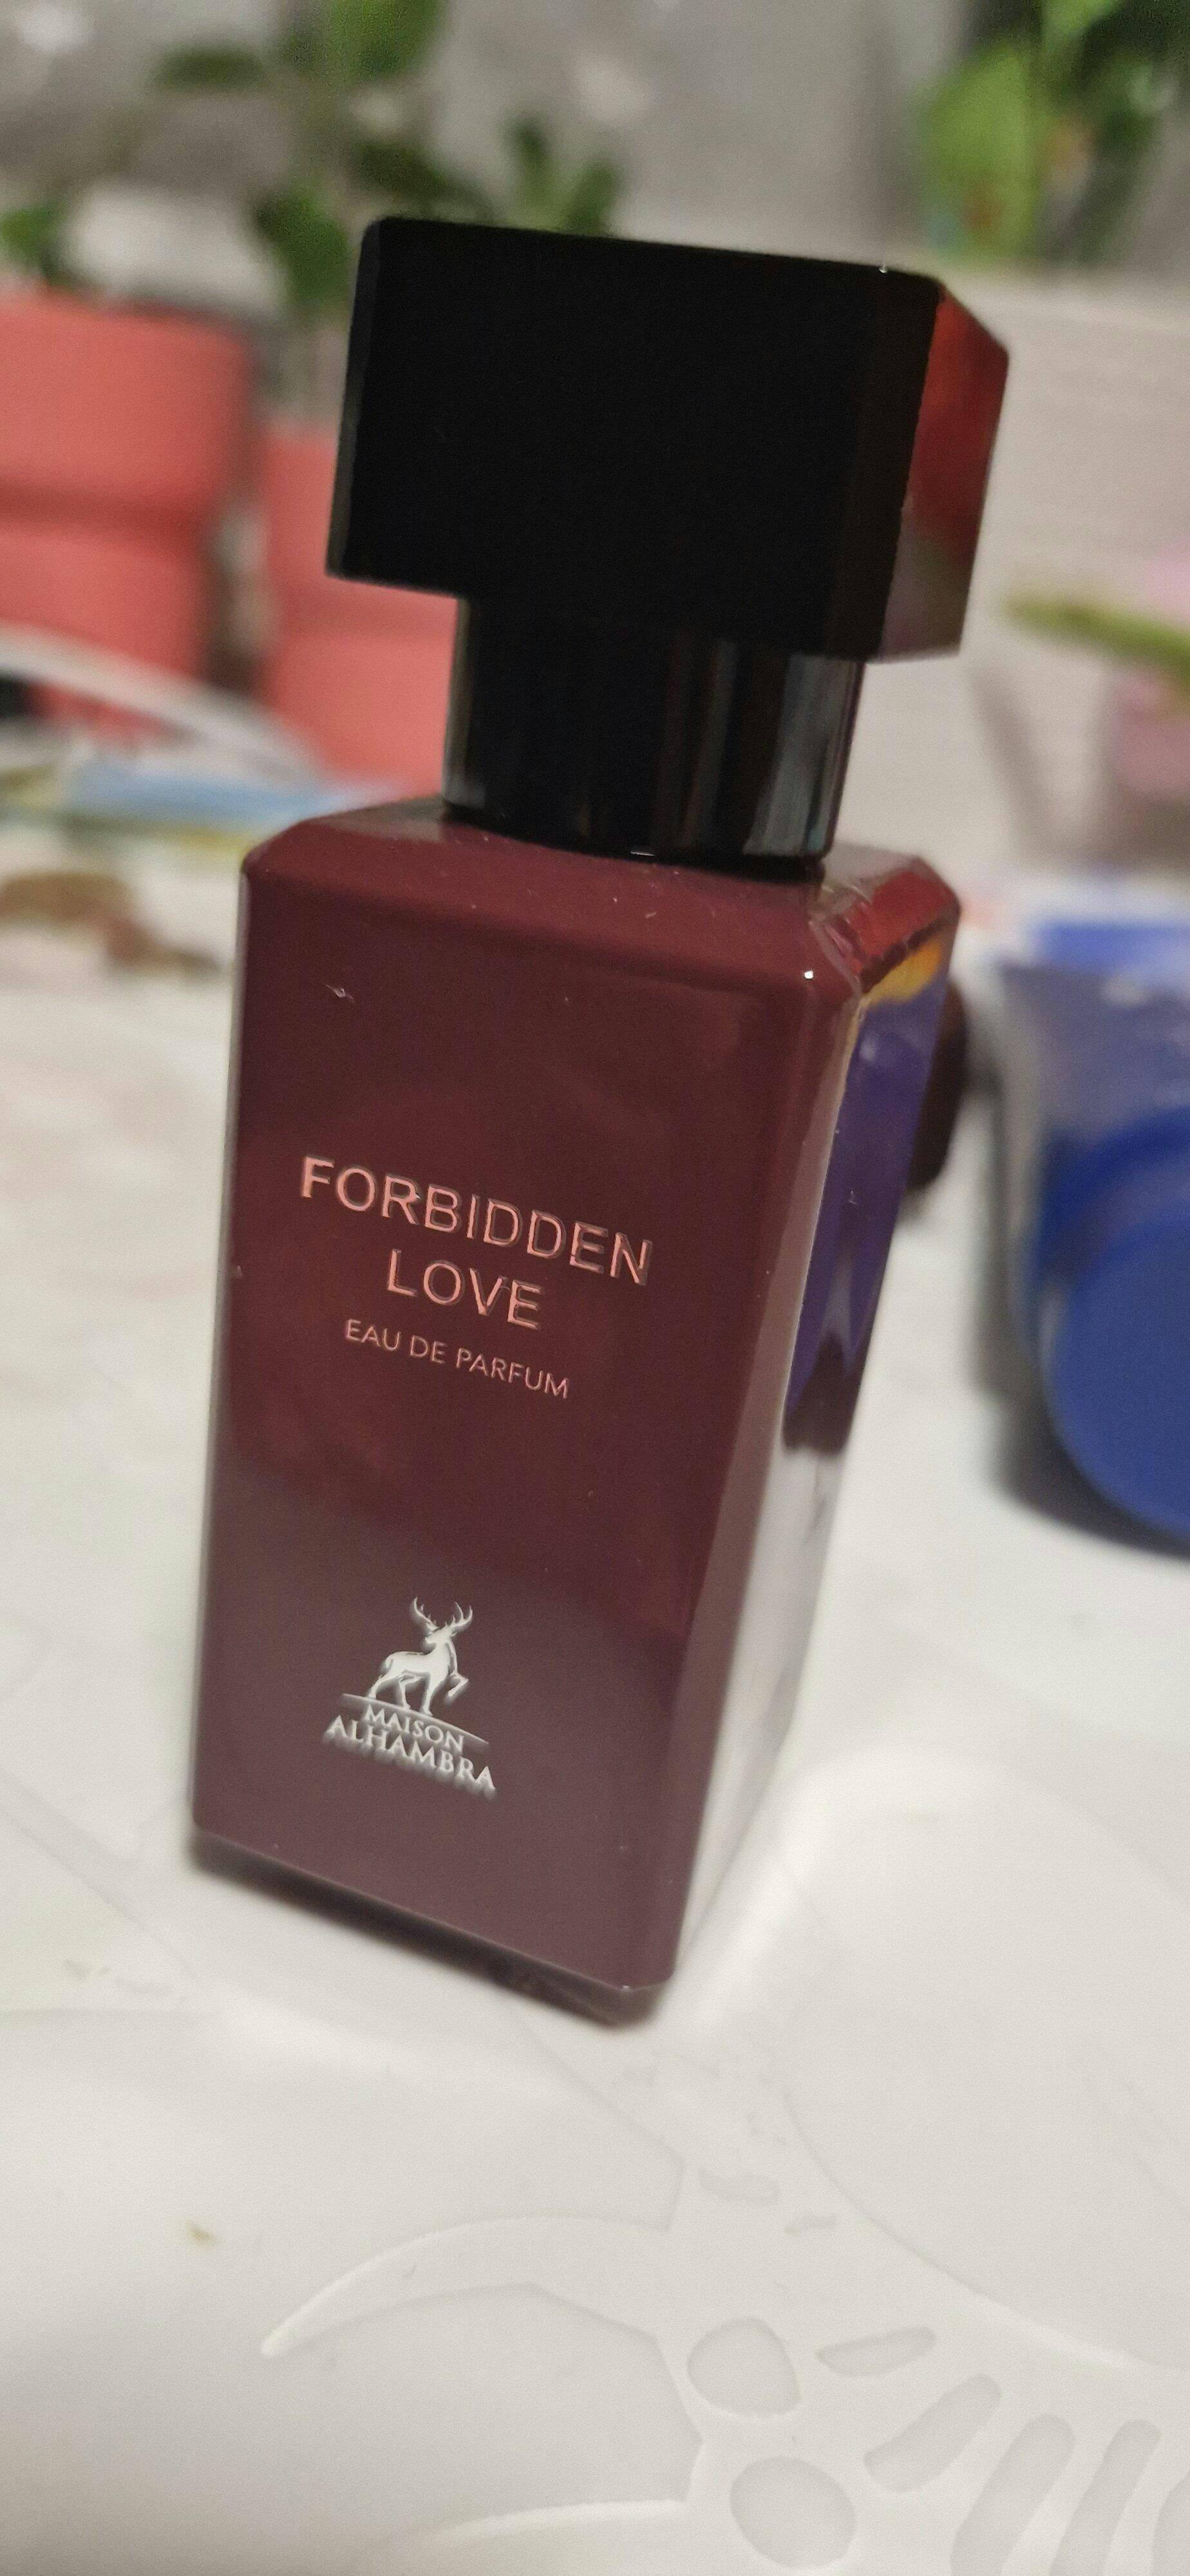 FORBIDDEN
LOVE
EAU DE PARFUM
MAISON
ALHAMBRA